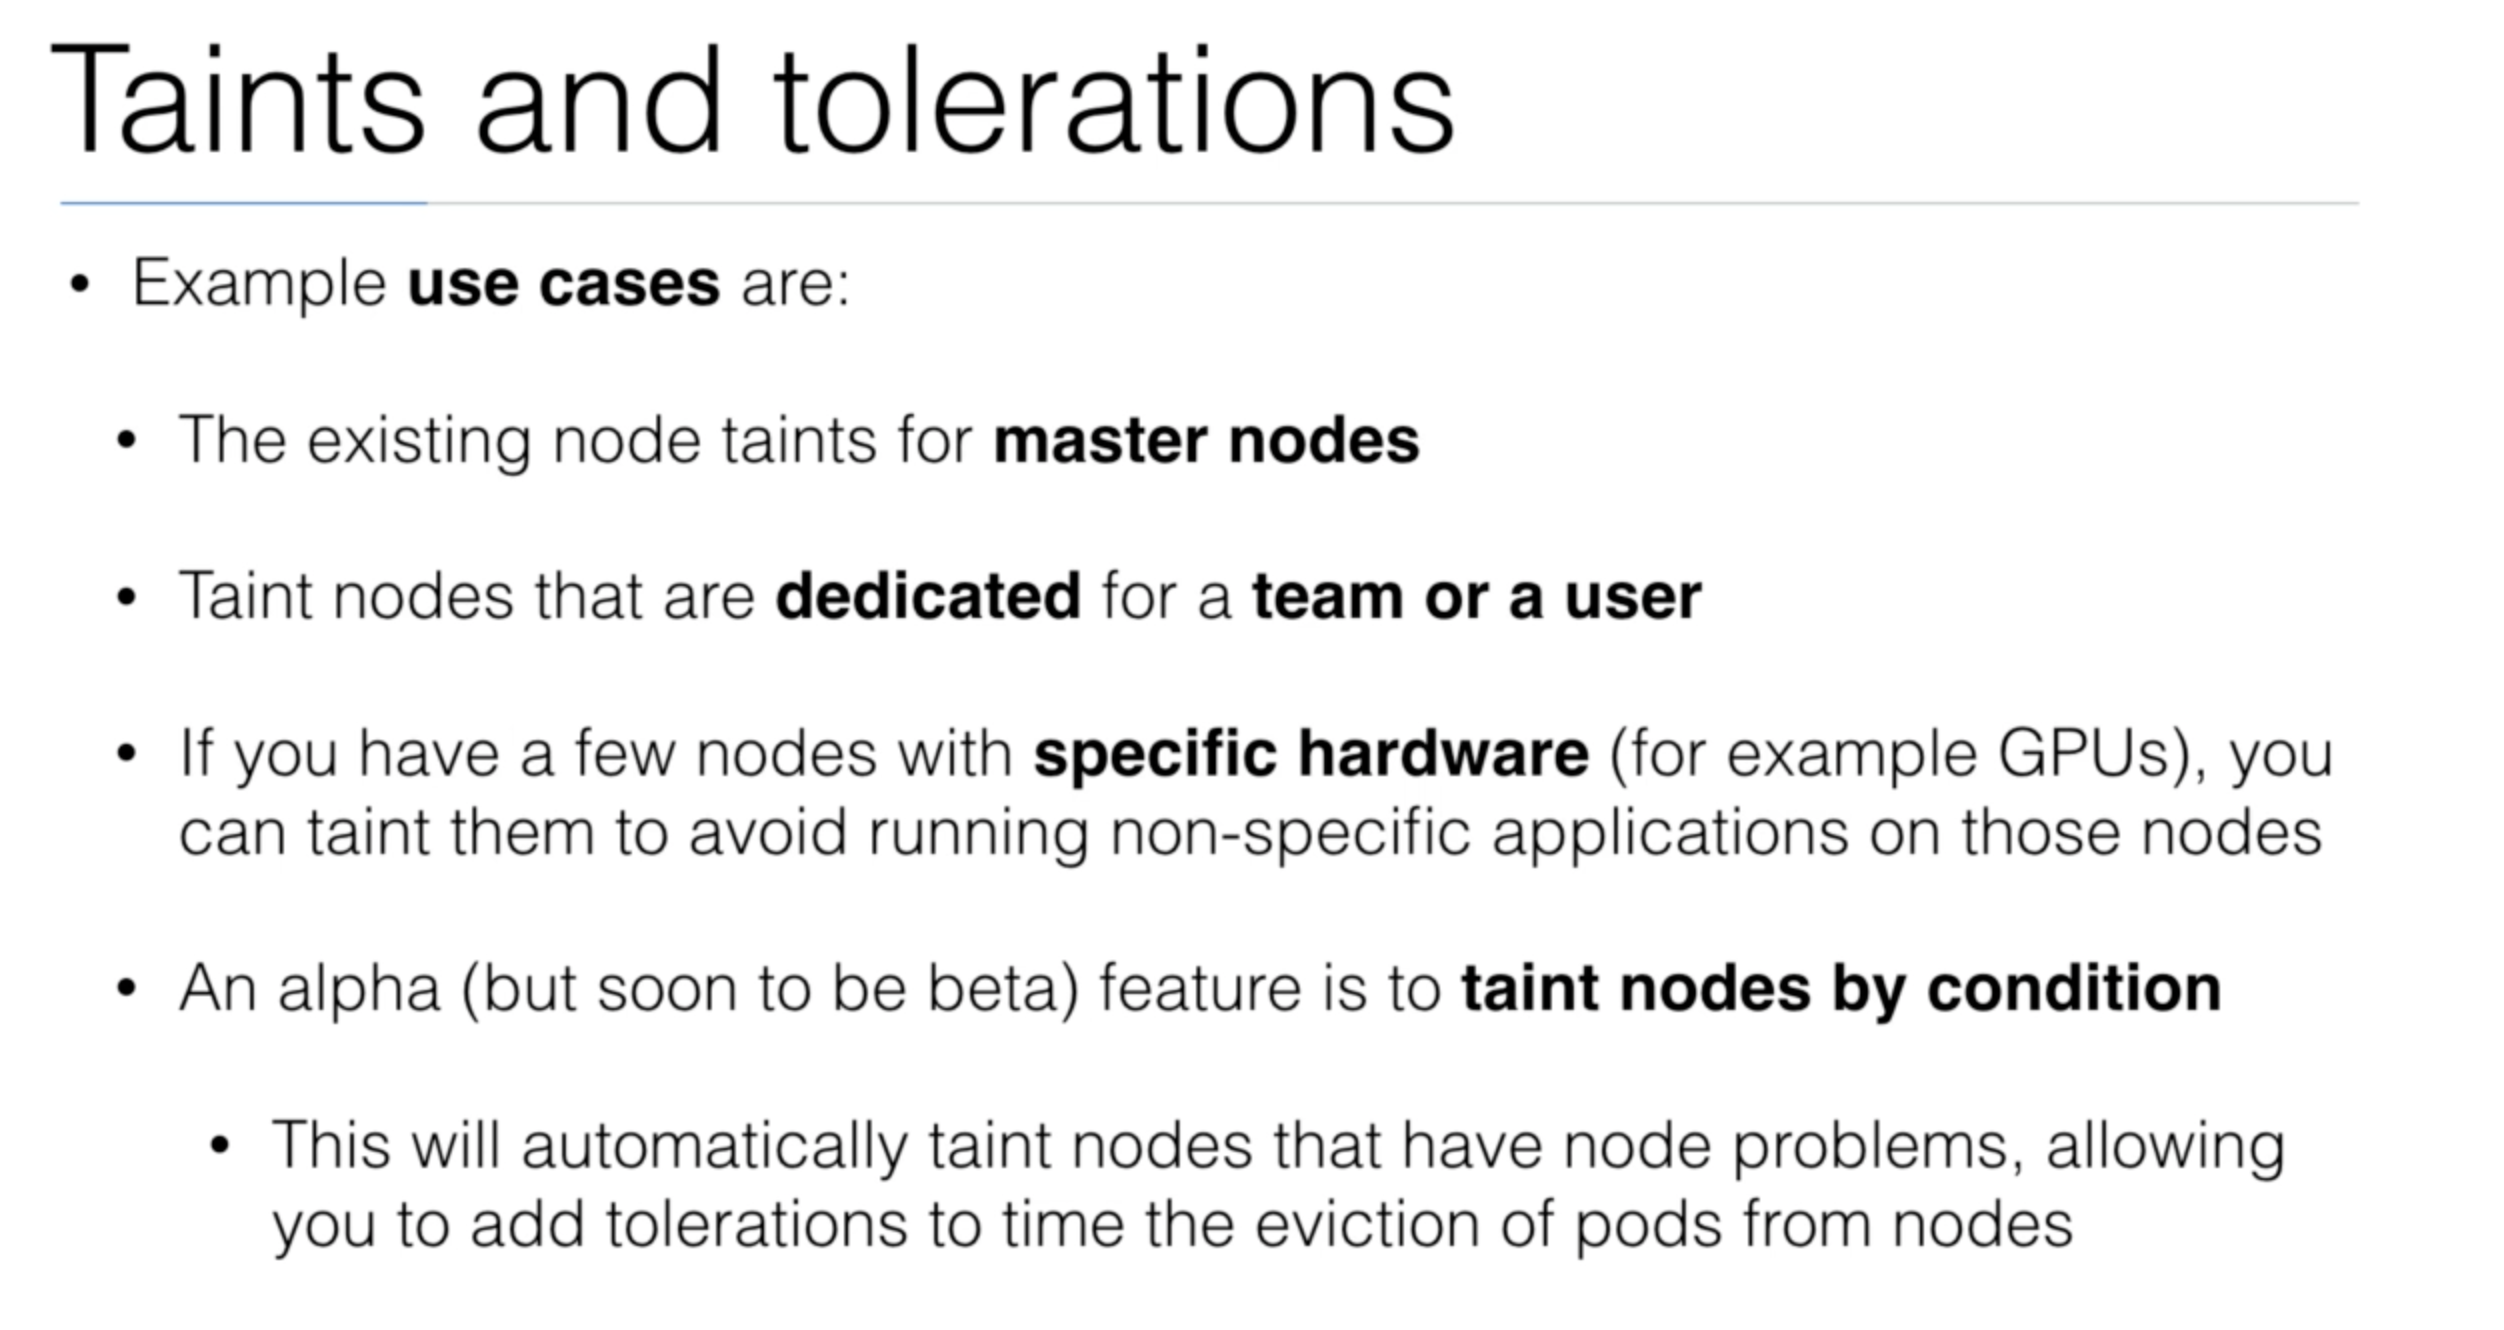 Taints and tolerations
• Example use cases are:
• The existing node taints for master nodes
• Taint nodes that are dedicated for a team or a user
• If you have a few nodes with specific hardware (for example GPUs), you
can taint them to avoid running non-specific applications on those nodes
• An alpha (but soon to be beta) feature is to taint nodes by condition
• This will automatically taint nodes that have node problems, allowing
you to add tolerations to time the eviction of pods from nodes